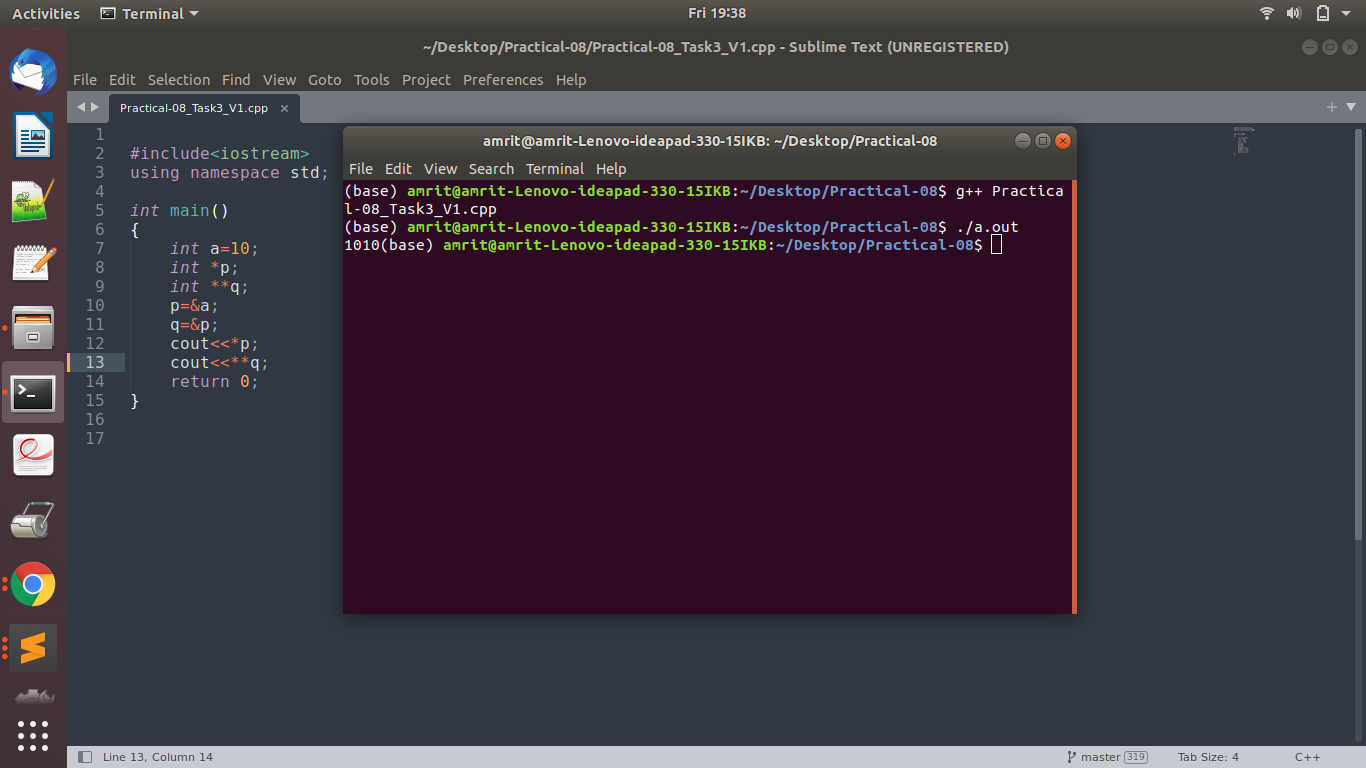 Activities Terminal Fri 19:38
~/Desktop/Practical-08/Practical-08_Task3_V1.cpp - Sublime Text (UNREGISTERED)
File Edit Selection Find View Goto Tools Project Preferences Help
Practical-08_Task3_V1.cpp ×
1
2 #include<iostream>
3 using namespace std;
4
5 int main()
6 {
7 int a=10;
8 int *p;
9 int **q;
10 p=&a;
11 q=&p;
12 cout<<*p;
13 cout<<**q;
14 return 0;
15 }
16
17
amrit@amrit-Lenovo-ideapad-330-15IKB: ~/Desktop/Practical-08
File Edit View Search Terminal Help
(base) amrit@amrit-Lenovo-ideapad-330-15IKB:~/Desktop/Practical-08$ g++ Practica
l-08_Task3_V1.cpp
(base) amrit@amrit-Lenovo-ideapad-330-15IKB:~/Desktop/Practical-08$ ./a.out
1010(base) amrit@amrit-Lenovo-ideapad-330-15IKB:~/Desktop/Practical-08$
Line 13, Column 14 master 319 Tab Size: 4 C++